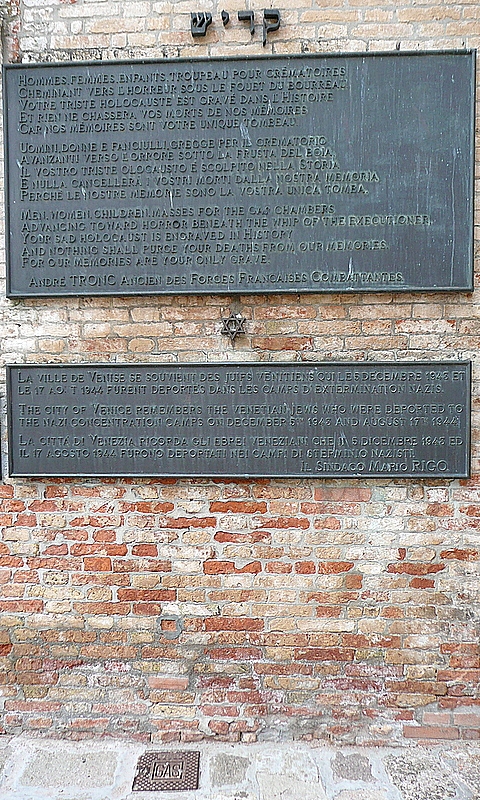 קדיש
HOMMES, FEMMES, ENFANTS, TROUPEAU POUR CRÉMATOIRES
CHEMINANT VERS L'HORREUR SOUS LE FOUET DU BOURREAU
VOTRE TRISTE HOLOCAUSTE EST GRAVÉ DANS L'HISTOIRE
ET RIEN NE CHASSERA VOS MORTS DE NOS MÉMOIRES
CAR NOS MÉMOIRES SONT VOTRE UNIQUE TOMBEAU
UOMINI, DONNE E FANCIULLI, GREGGE PER IL CREMATORIO
AVANZANTI VERSO L'ORRORE SOTTO LA FRUSTA DEL BOIA,
IL VOSTRO TRISTE OLOCAUSTO È SCOLPITO NELLA STORIA
E NULLA CANCELLERÀ I VOSTRI MORTI DALLA NOSTRA MEMORIA
PERCHÉ LE NOSTRE MEMORIE SONO LA VOSTRA UNICA TOMBA.
MEN, WOMEN, CHILDREN, MASSES FOR THE GAS CHAMBERS
ADVANCING TOWARD HORROR BENEATH THE WHIP OF THE EXECUTIONER,
YOUR SAD HOLOCAUST IS ENGRAVED IN HISTORY
AND NOTHING SHALL PURGE YOUR DEATHS FROM OUR MEMORIES.
FOR OUR MEMORIES ARE YOUR ONLY GRAVE.
ANDRÉ TRONC ANCIEN DES FORCES FRANÇAISES COMBATTANTES.
LA VILLE DE VENISE SE SOUVIENT DES JUIFS VÉNITIENS QUI LE 5 DÉCEMBRE 1943 ET
LE 17 AOÛT 1944 FURENT DÉPORTÉS DANS LES CAMPS D'EXTERMINATION NAZIS.
THE CITY OF VENICE REMEMBERS THE VENETIAN JEWS WHO WERE DEPORTED TO
THE NAZI CONCENTRATION CAMPS ON DECEMBER 5TH 1943 AND AUGUST 17TH 1944
LA CITTÀ DI VENEZIA RICORDA GLI EBREI VENEZIANI CHE IL 5 DICEMBRE 1943 ED
IL 17 AGOSTO 1944 FURONO DEPORTATI NEI CAMPI DI STERMINIO NAZISTI
IL SINDACO MARIO RIGO.
GAS